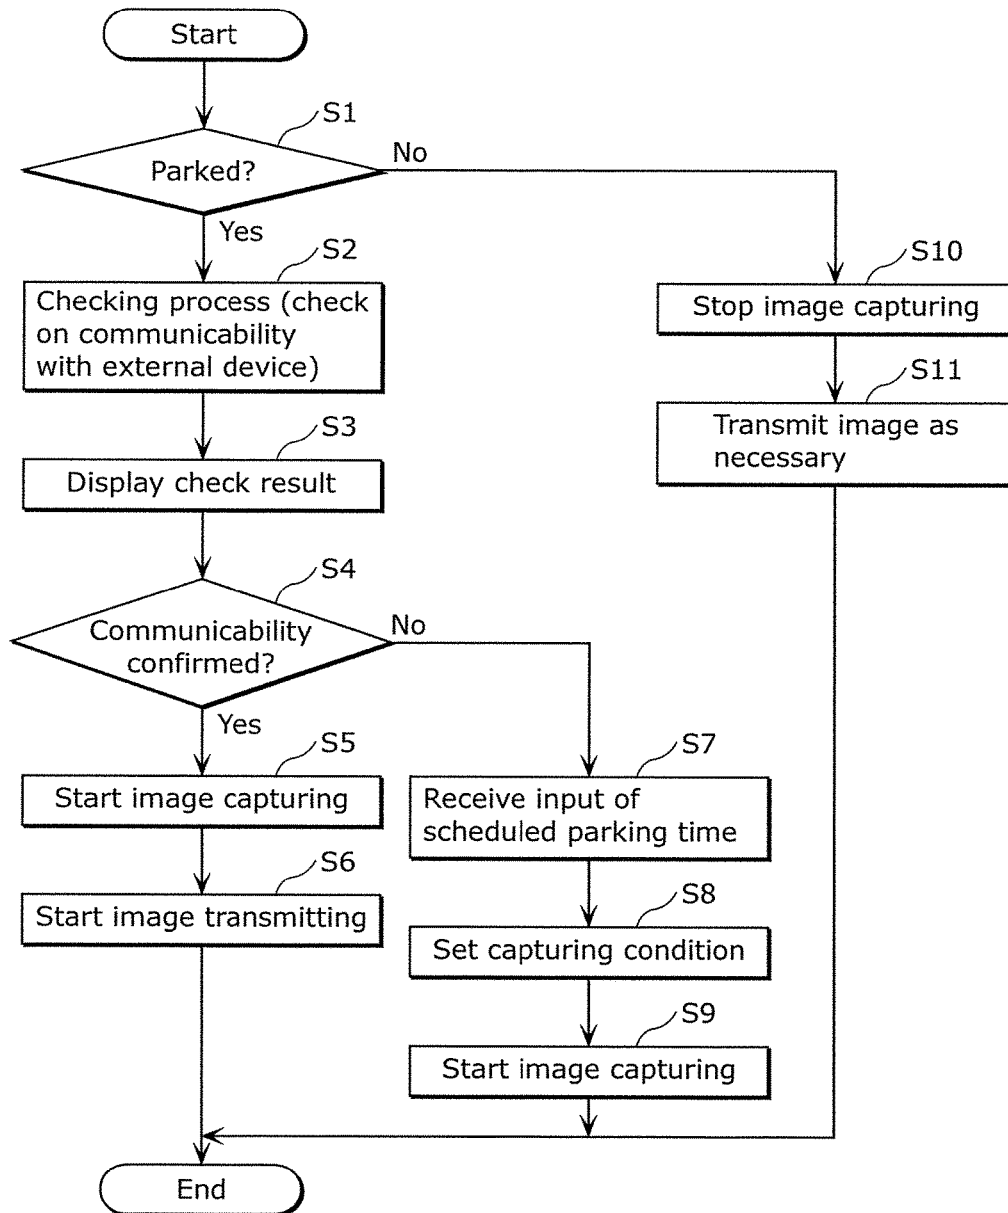 Start
S1
Parked?
No
Yes
S2
Checking process (check
on communicability
with external device)
S10
Stop image capturing
S11
Transmit image as
necessary
S3
Display check result
S4
Communicability
confirmed?
No
Yes
S5
Start image capturing
S6
Start image transmitting
S7
Receive input of
scheduled parking time
S8
Set capturing condition
S9
Start image capturing
End